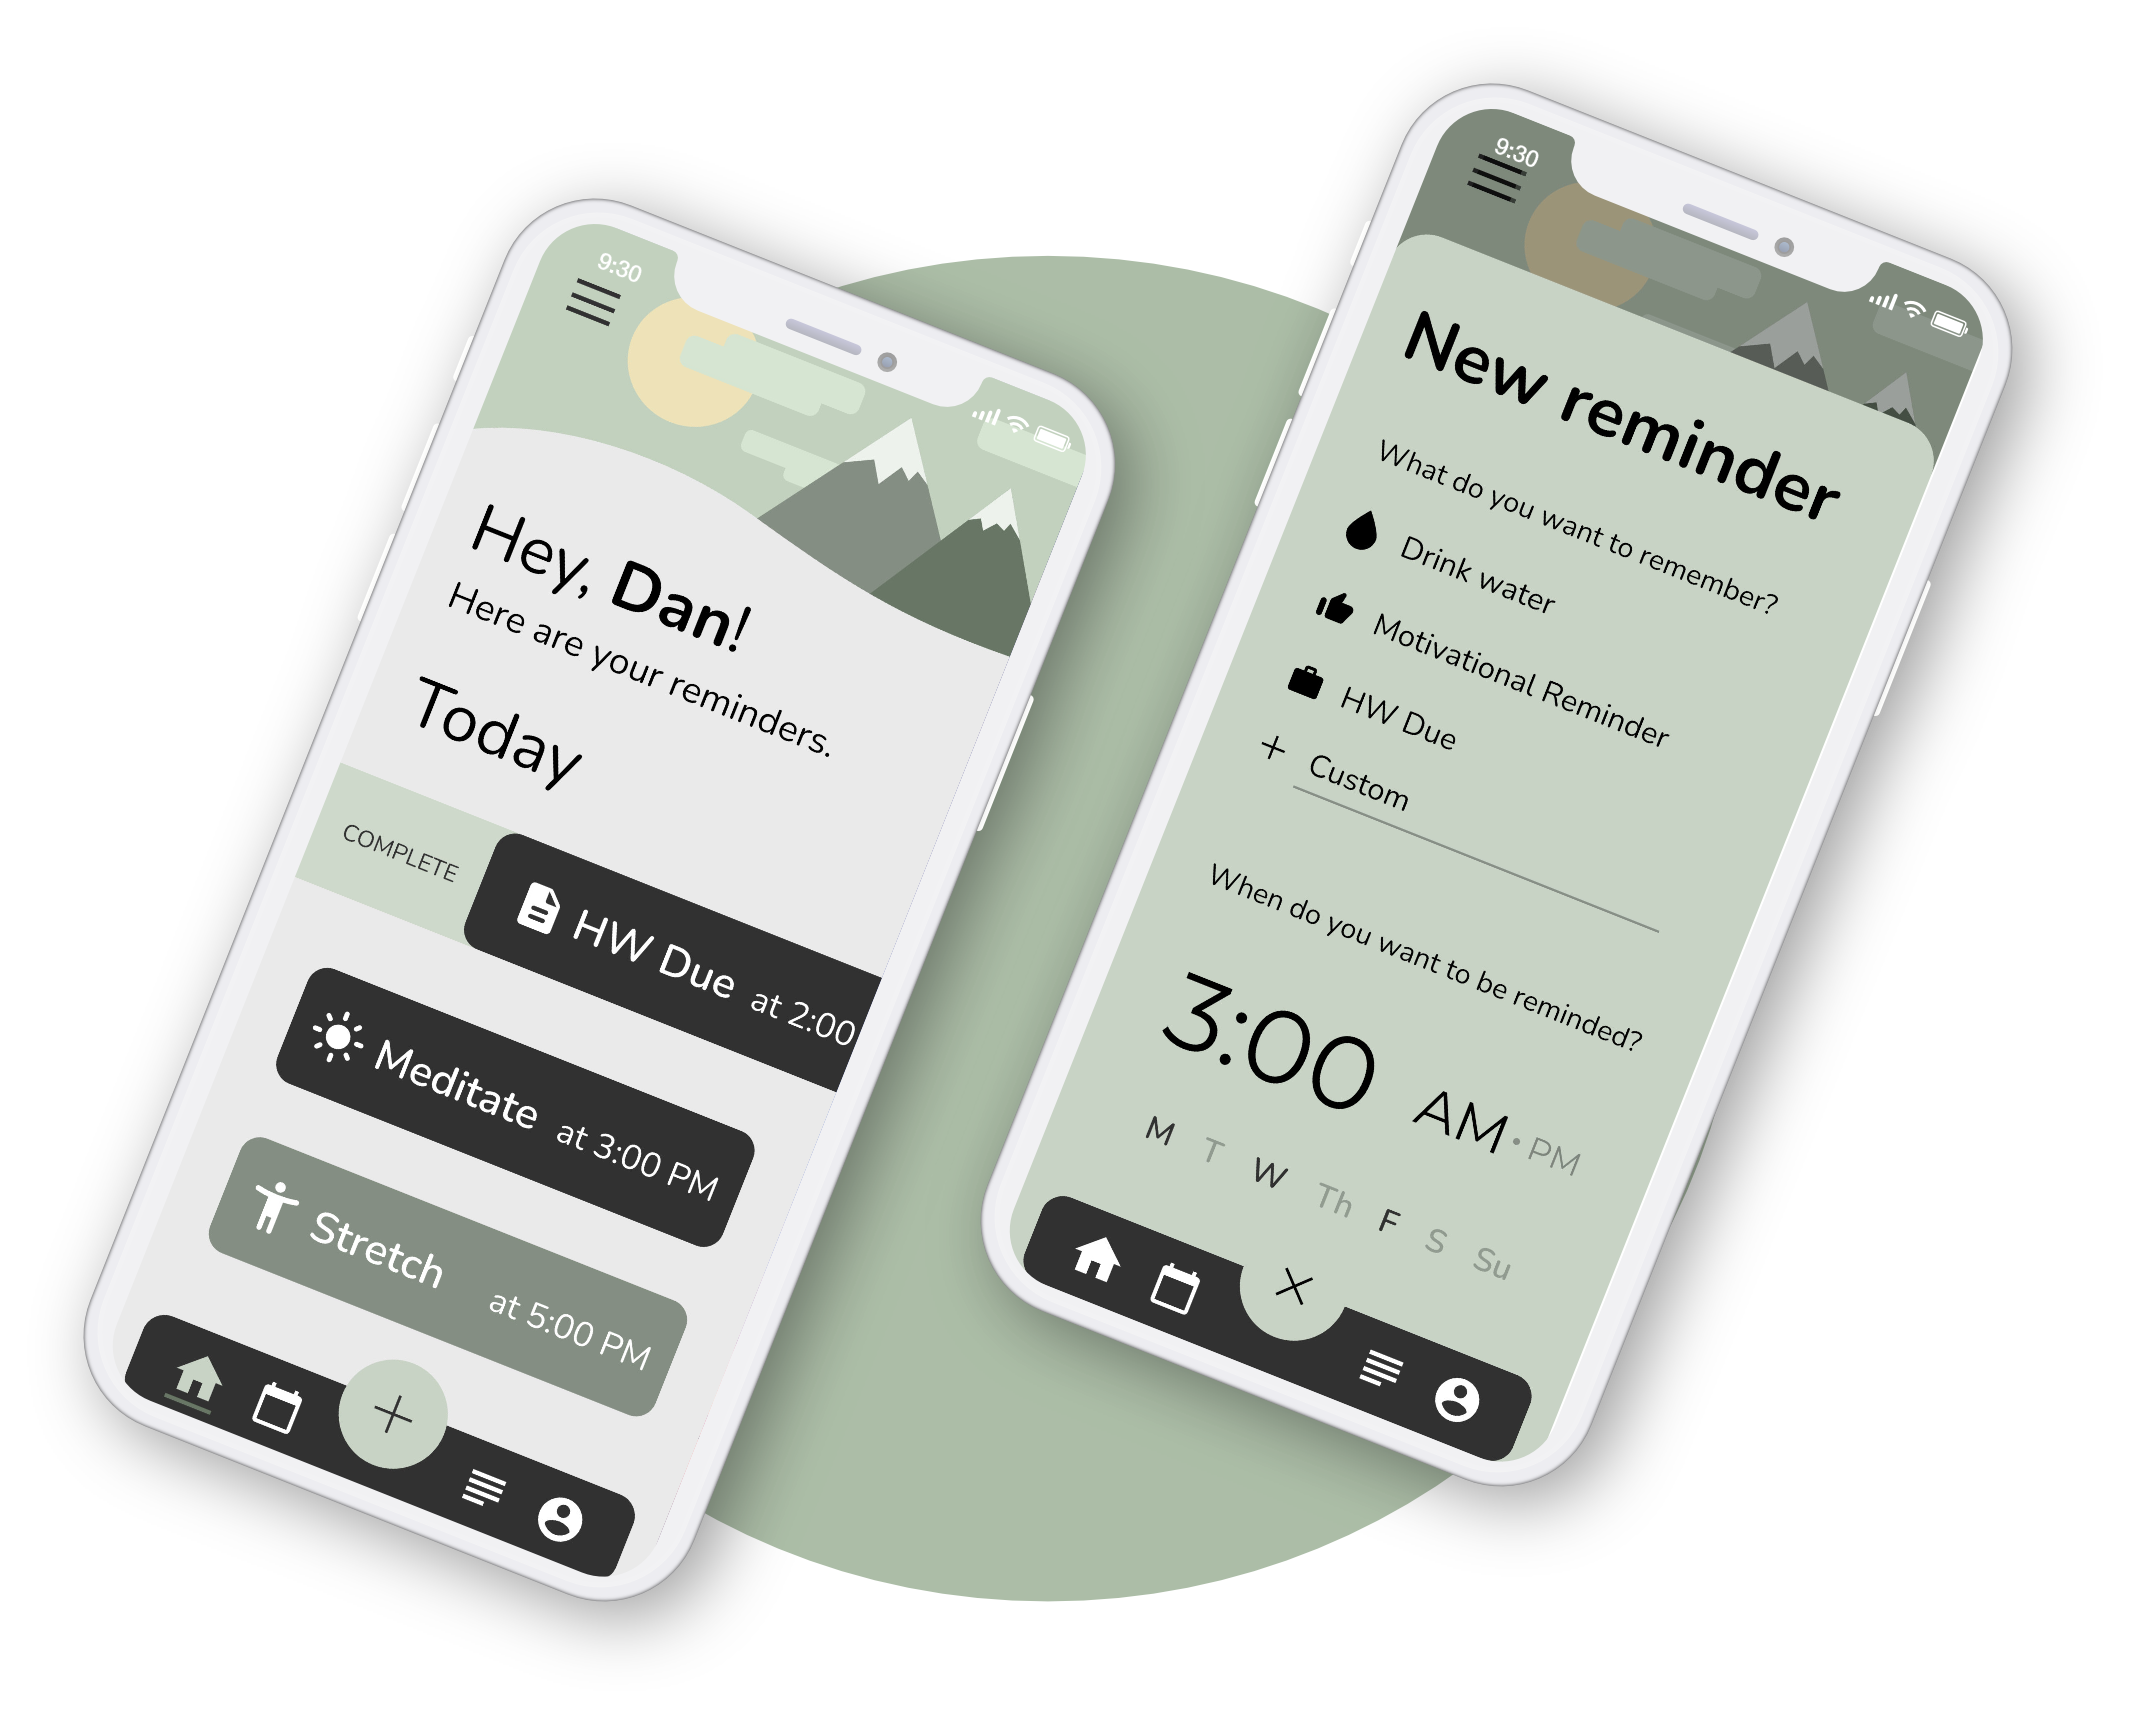 9:30
Hey, Dan!
Here are your reminders.
Today
COMPLETE
HW Due at 2:00
Meditate at 3:00 PM
Stretch at 5:00 PM
9:30
New reminder
What do you want to remember?
Drink water
Motivational Reminder
HW Due
+ Custom
When do you want to be reminded?
3:00 AM · PM
M T W Th F S Su